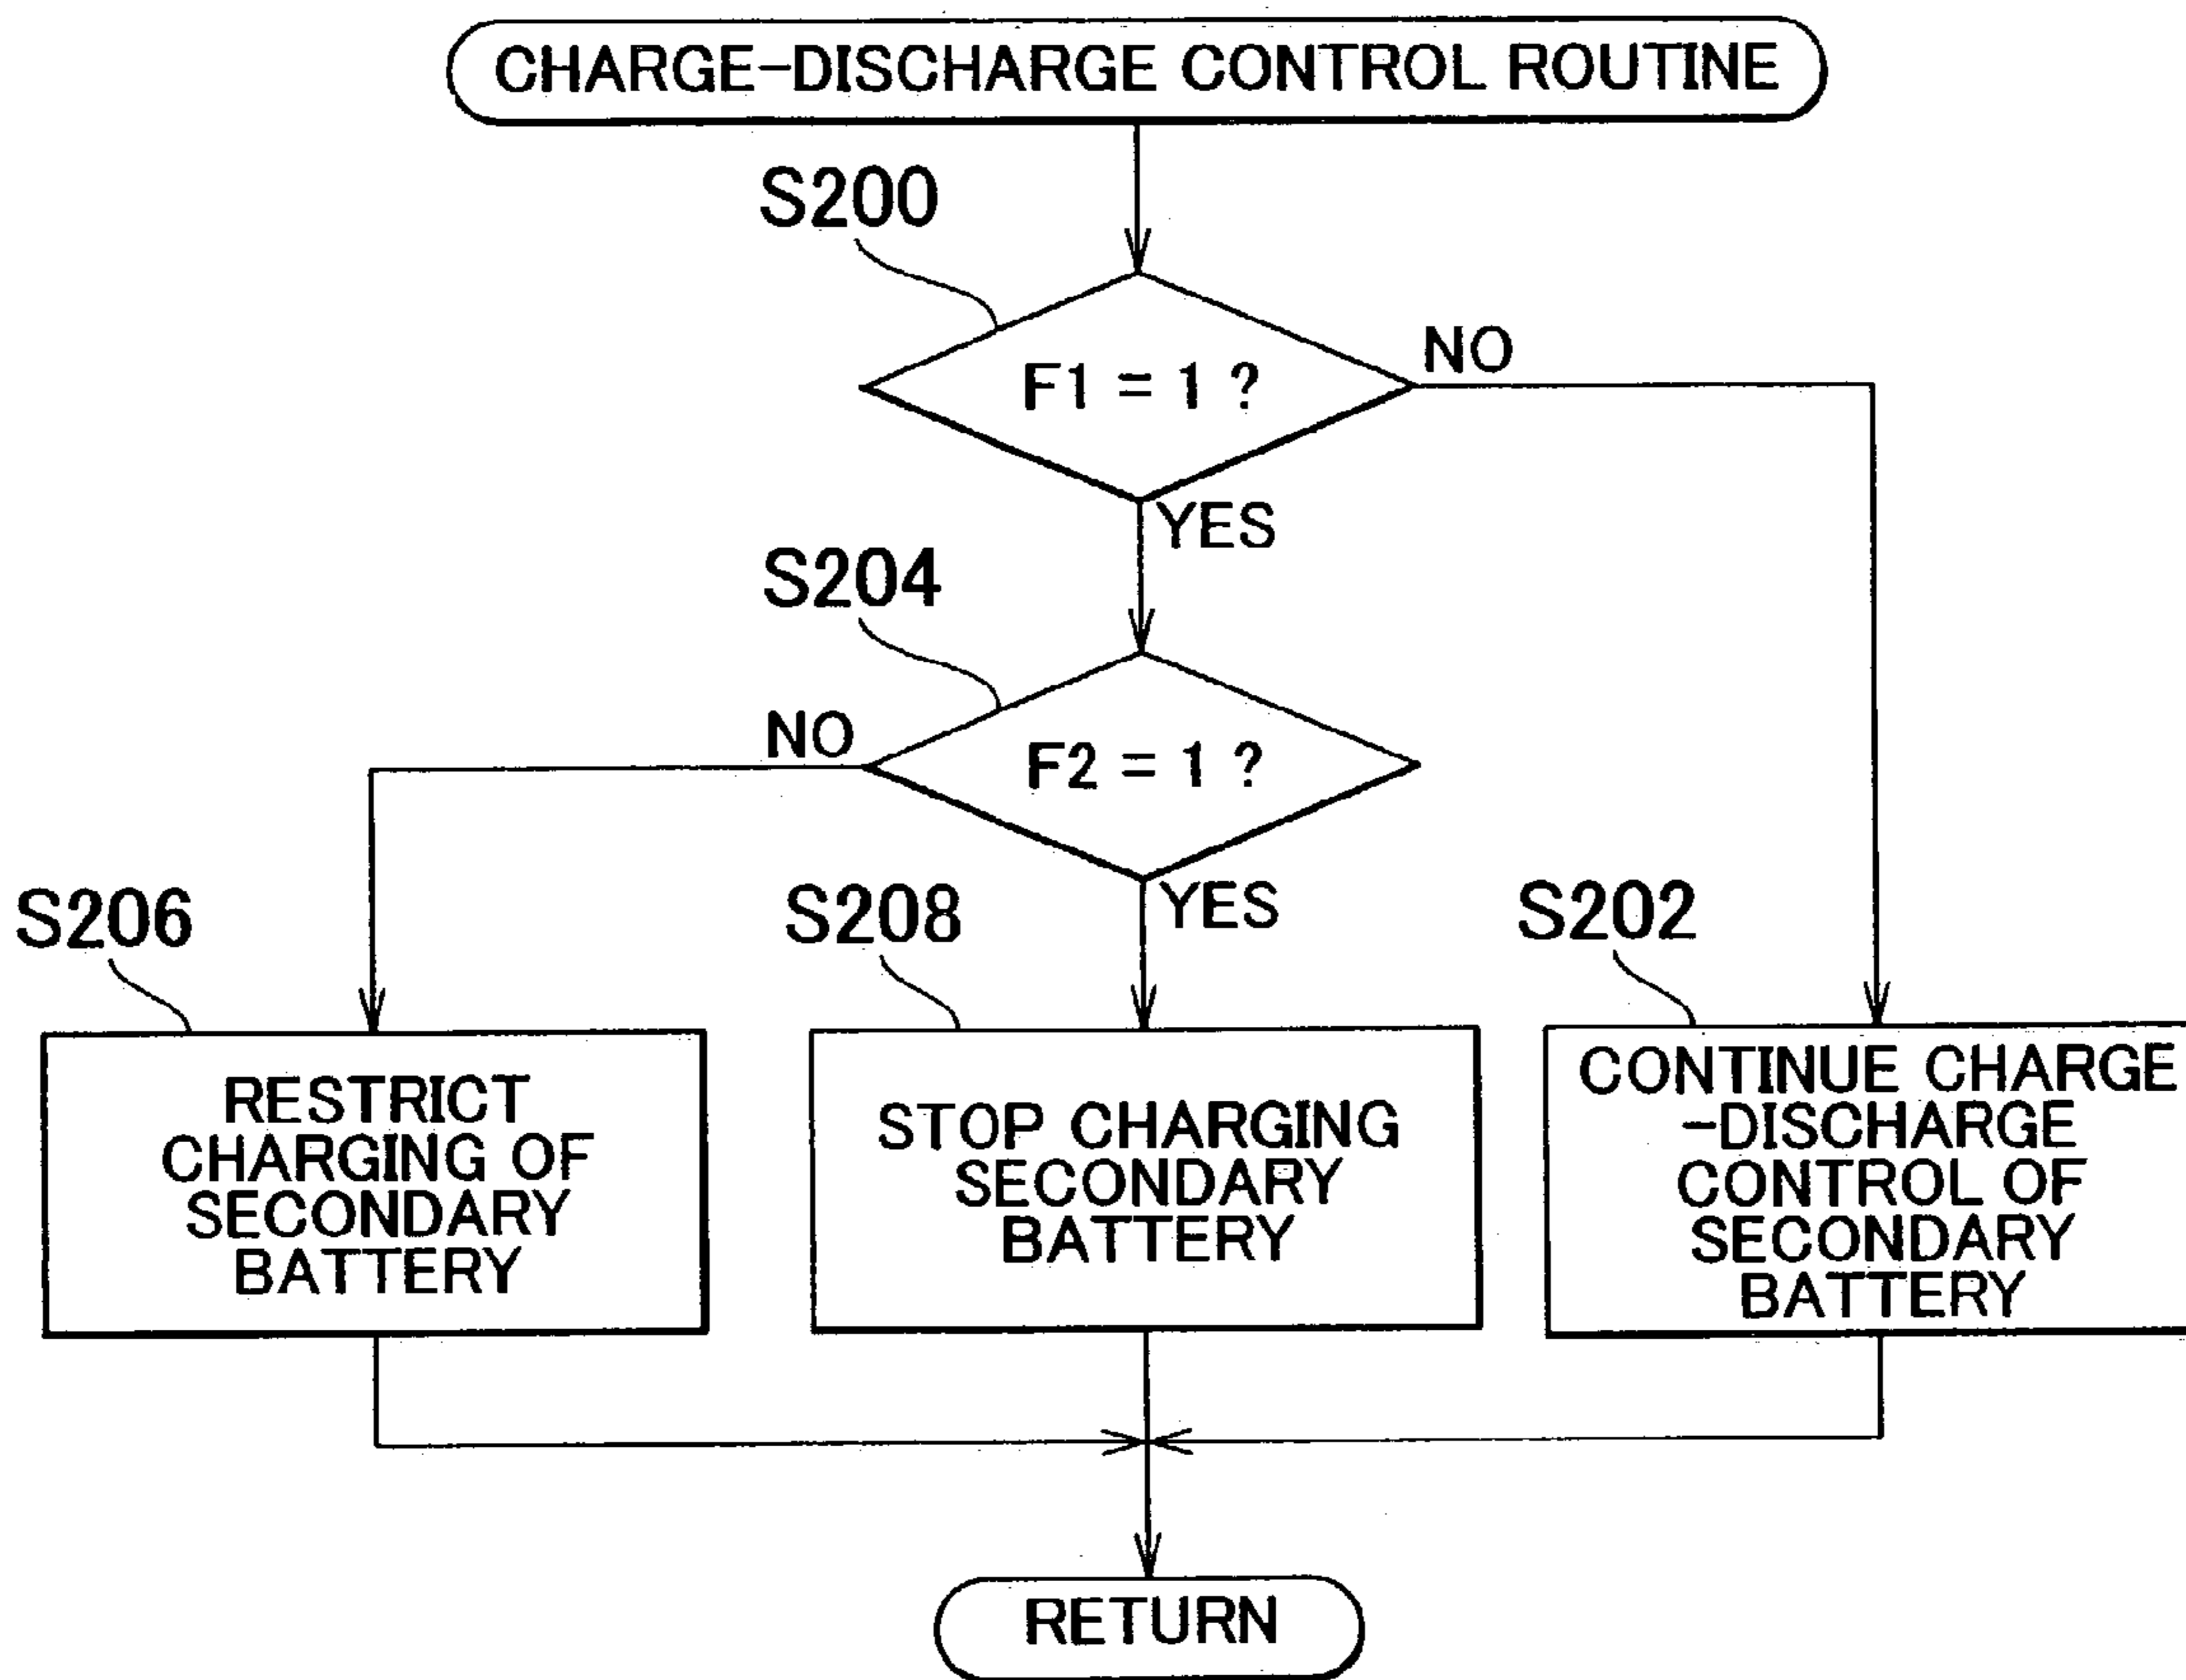 CHARGE-DISCHARGE CONTROL ROUTINE
S200
F1 = 1 ?
NO
YES
S204
F2 = 1 ?
NO
YES
S206
RESTRICT
CHARGING OF
SECONDARY
BATTERY
S208
STOP CHARGING
SECONDARY
BATTERY
S202
CONTINUE CHARGE
-DISCHARGE
CONTROL OF
SECONDARY
BATTERY
RETURN